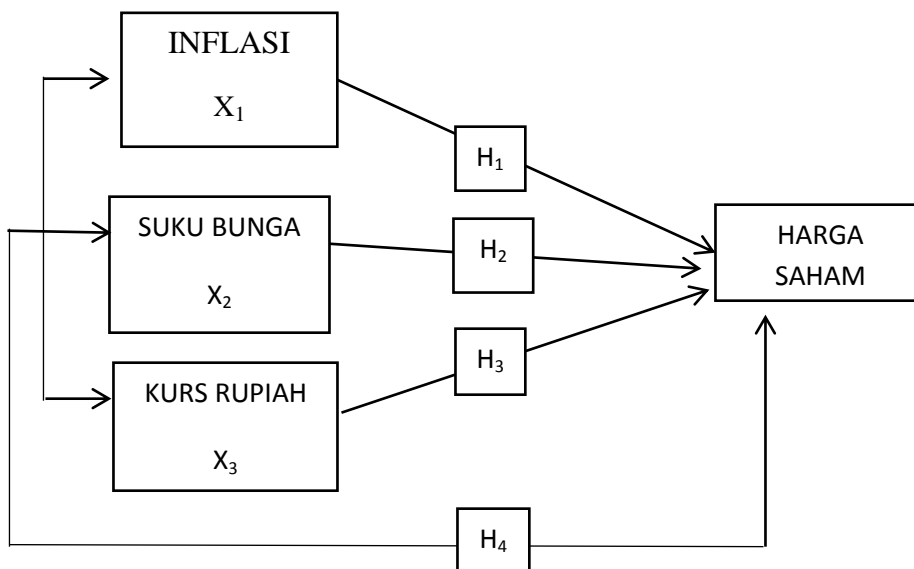 INFLASI
X₁
H₁
SUKU BUNGA
X₂
H₂
HARGA
SAHAM
KURS RUPIAH
X₃
H₃
H₄